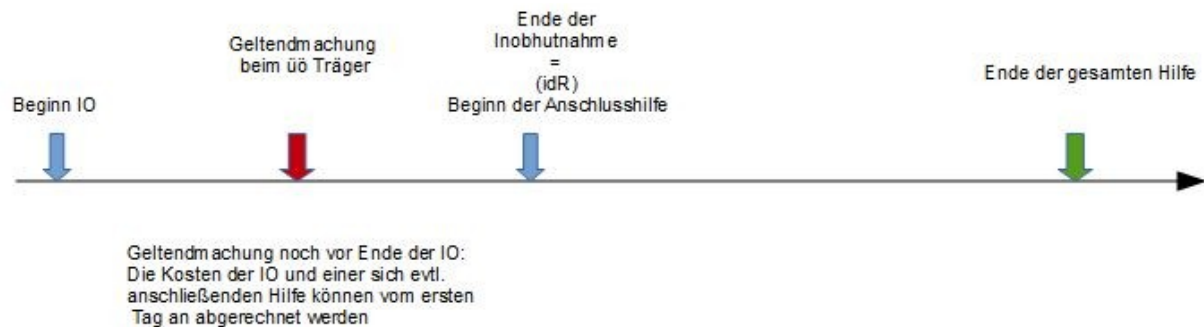 Beginn IO
Geltendmachung
beim üö Träger
Ende der
Inobhutnahme
=
(idR)
Beginn der Anschlusshilfe
Ende der gesamten Hilfe
Geltendmachung noch vor Ende der IO:
Die Kosten der IO und einer sich evtl.
anschließenden Hilfe können vom ersten
Tag an abgerechnet werden